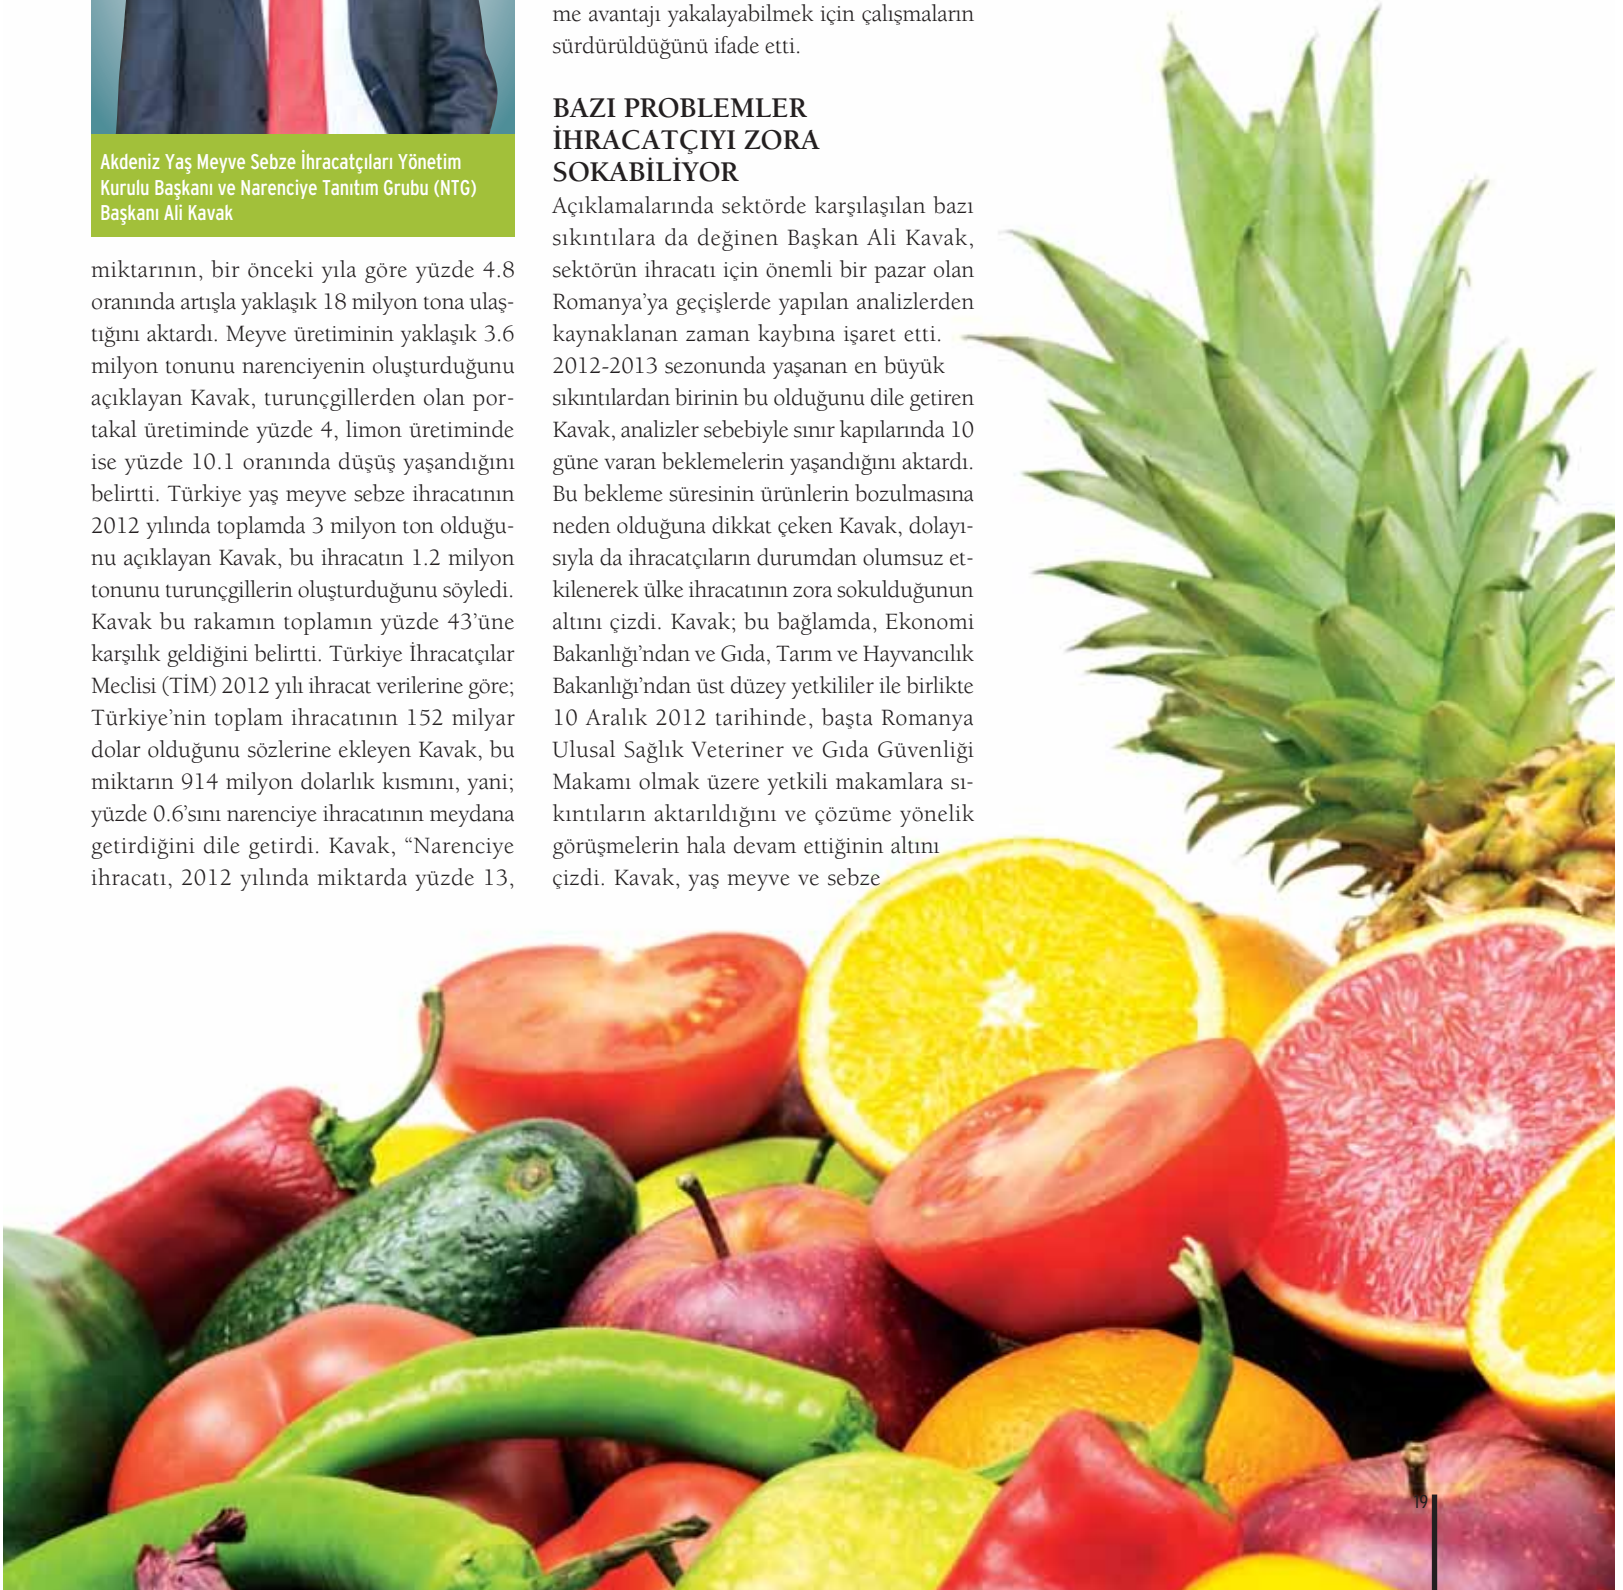 Akdeniz Yaş Meyve Sebze İhracatçıları Yönetim
Kurulu Başkanı ve Narenciye Tanıtım Grubu (NTG)
Başkanı Ali Kavak
miktarının, bir önceki yıla göre yüzde 4.8
oranında artışla yaklaşık 18 milyon tona ulaş-
tığını aktardı. Meyve üretiminin yaklaşık 3.6
milyon tonunu narenciyenin oluşturduğunu
açıklayan Kavak, turunçgillerden olan por-
takal üretiminde yüzde 4, limon üretiminde
ise yüzde 10.1 oranında düşüş yaşandığını
belirtti. Türkiye yaş meyve sebze ihracatının
2012 yılında toplamda 3 milyon ton olduğu-
nu açıklayan Kavak, bu ihracatın 1.2 milyon
tonunu turunçgillerin oluşturduğunu söyledi.
Kavak bu rakamın toplamın yüzde 43’üne
karşılık geldiğini belirtti. Türkiye İhracatçılar
Meclisi (TİM) 2012 yılı ihracat verilerine göre;
Türkiye’nin toplam ihracatının 152 milyar
dolar olduğunu sözlerine ekleyen Kavak, bu
miktarın 914 milyon dolarlık kısmını, yani;
yüzde 0.6’sını narenciye ihracatının meydana
getirdiğini dile getirdi. Kavak, “Narenciye
ihracatı, 2012 yılında miktarda yüzde 13,
me avantajı yakalayabilmek için çalışmaların
sürdürüldüğünü ifade etti.
BAZI PROBLEMLER
İHRACATÇIYI ZORA
SOKABİLİYOR
Açıklamalarında sektörde karşılaşılan bazı
sıkıntılara da değinen Başkan Ali Kavak,
sektörün ihracatı için önemli bir pazar olan
Romanya’ya geçişlerde yapılan analizlerden
kaynaklanan zaman kaybına işaret etti.
2012-2013 sezonunda yaşanan en büyük
sıkıntılardan birinin bu olduğunu dile getiren
Kavak, analizler sebebiyle sınır kapılarında 10
güne varan beklemelerin yaşandığını aktardı.
Bu bekleme süresinin ürünlerin bozulmasına
neden olduğuna dikkat çeken Kavak, dolayı-
sıyla da ihracatçıların durumdan olumsuz et-
kilenerek ülke ihracatının zora sokulduğunun
altını çizdi. Kavak; bu bağlamda, Ekonomi
Bakanlığı’ndan ve Gıda, Tarım ve Hayvancılık
Bakanlığı’ndan üst düzey yetkililer ile birlikte
10 Aralık 2012 tarihinde, başta Romanya
Ulusal Sağlık Veteriner ve Gıda Güvenliği
Makamı olmak üzere yetkili makamlara sı-
kıntıların aktarıldığını ve çözüme yönelik
görüşmelerin hala devam ettiğinin altını
çizdi. Kavak, yaş meyve ve sebze
19